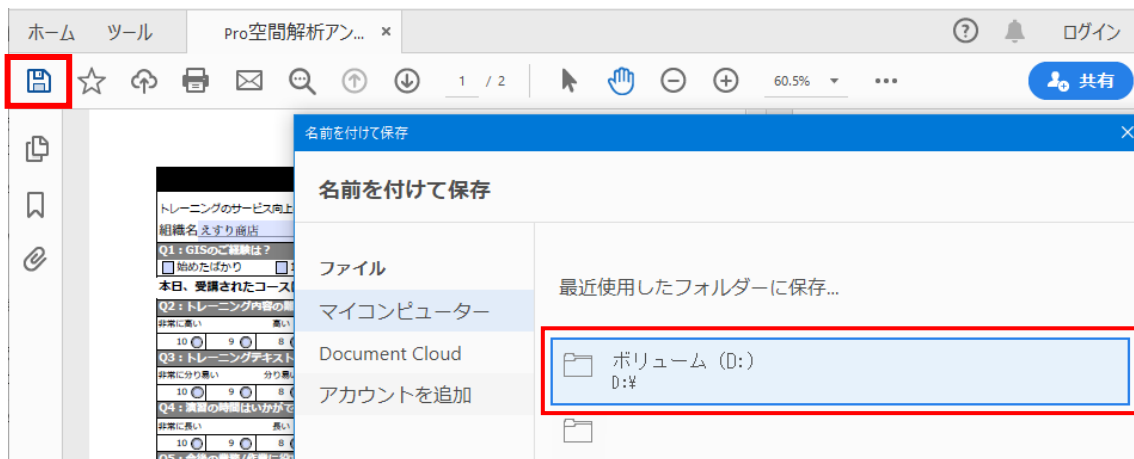 ホーム ツール Pro空間解析アン... × ? ログイン
1 / 2 60.5% 共有
名前を付けて保存 ×
名前を付けて保存
トレーニングのサービス向上
組織名 えすり商店
Q1:GISのご経験は?
始めたばかり
本日、受講されたコース
Q2:トレーニング内容の
非常に高い 高い
10 9 8
Q3:トレーニングテキスト
非常に分り易い 分り易
10 9 8
Q4:演習の時間はいかがで
非常に長い 長い
10 9 8
ファイル
マイコンピューター
Document Cloud
アカウントを追加
最近使用したフォルダーに保存...
ボリューム (D:)
D:¥